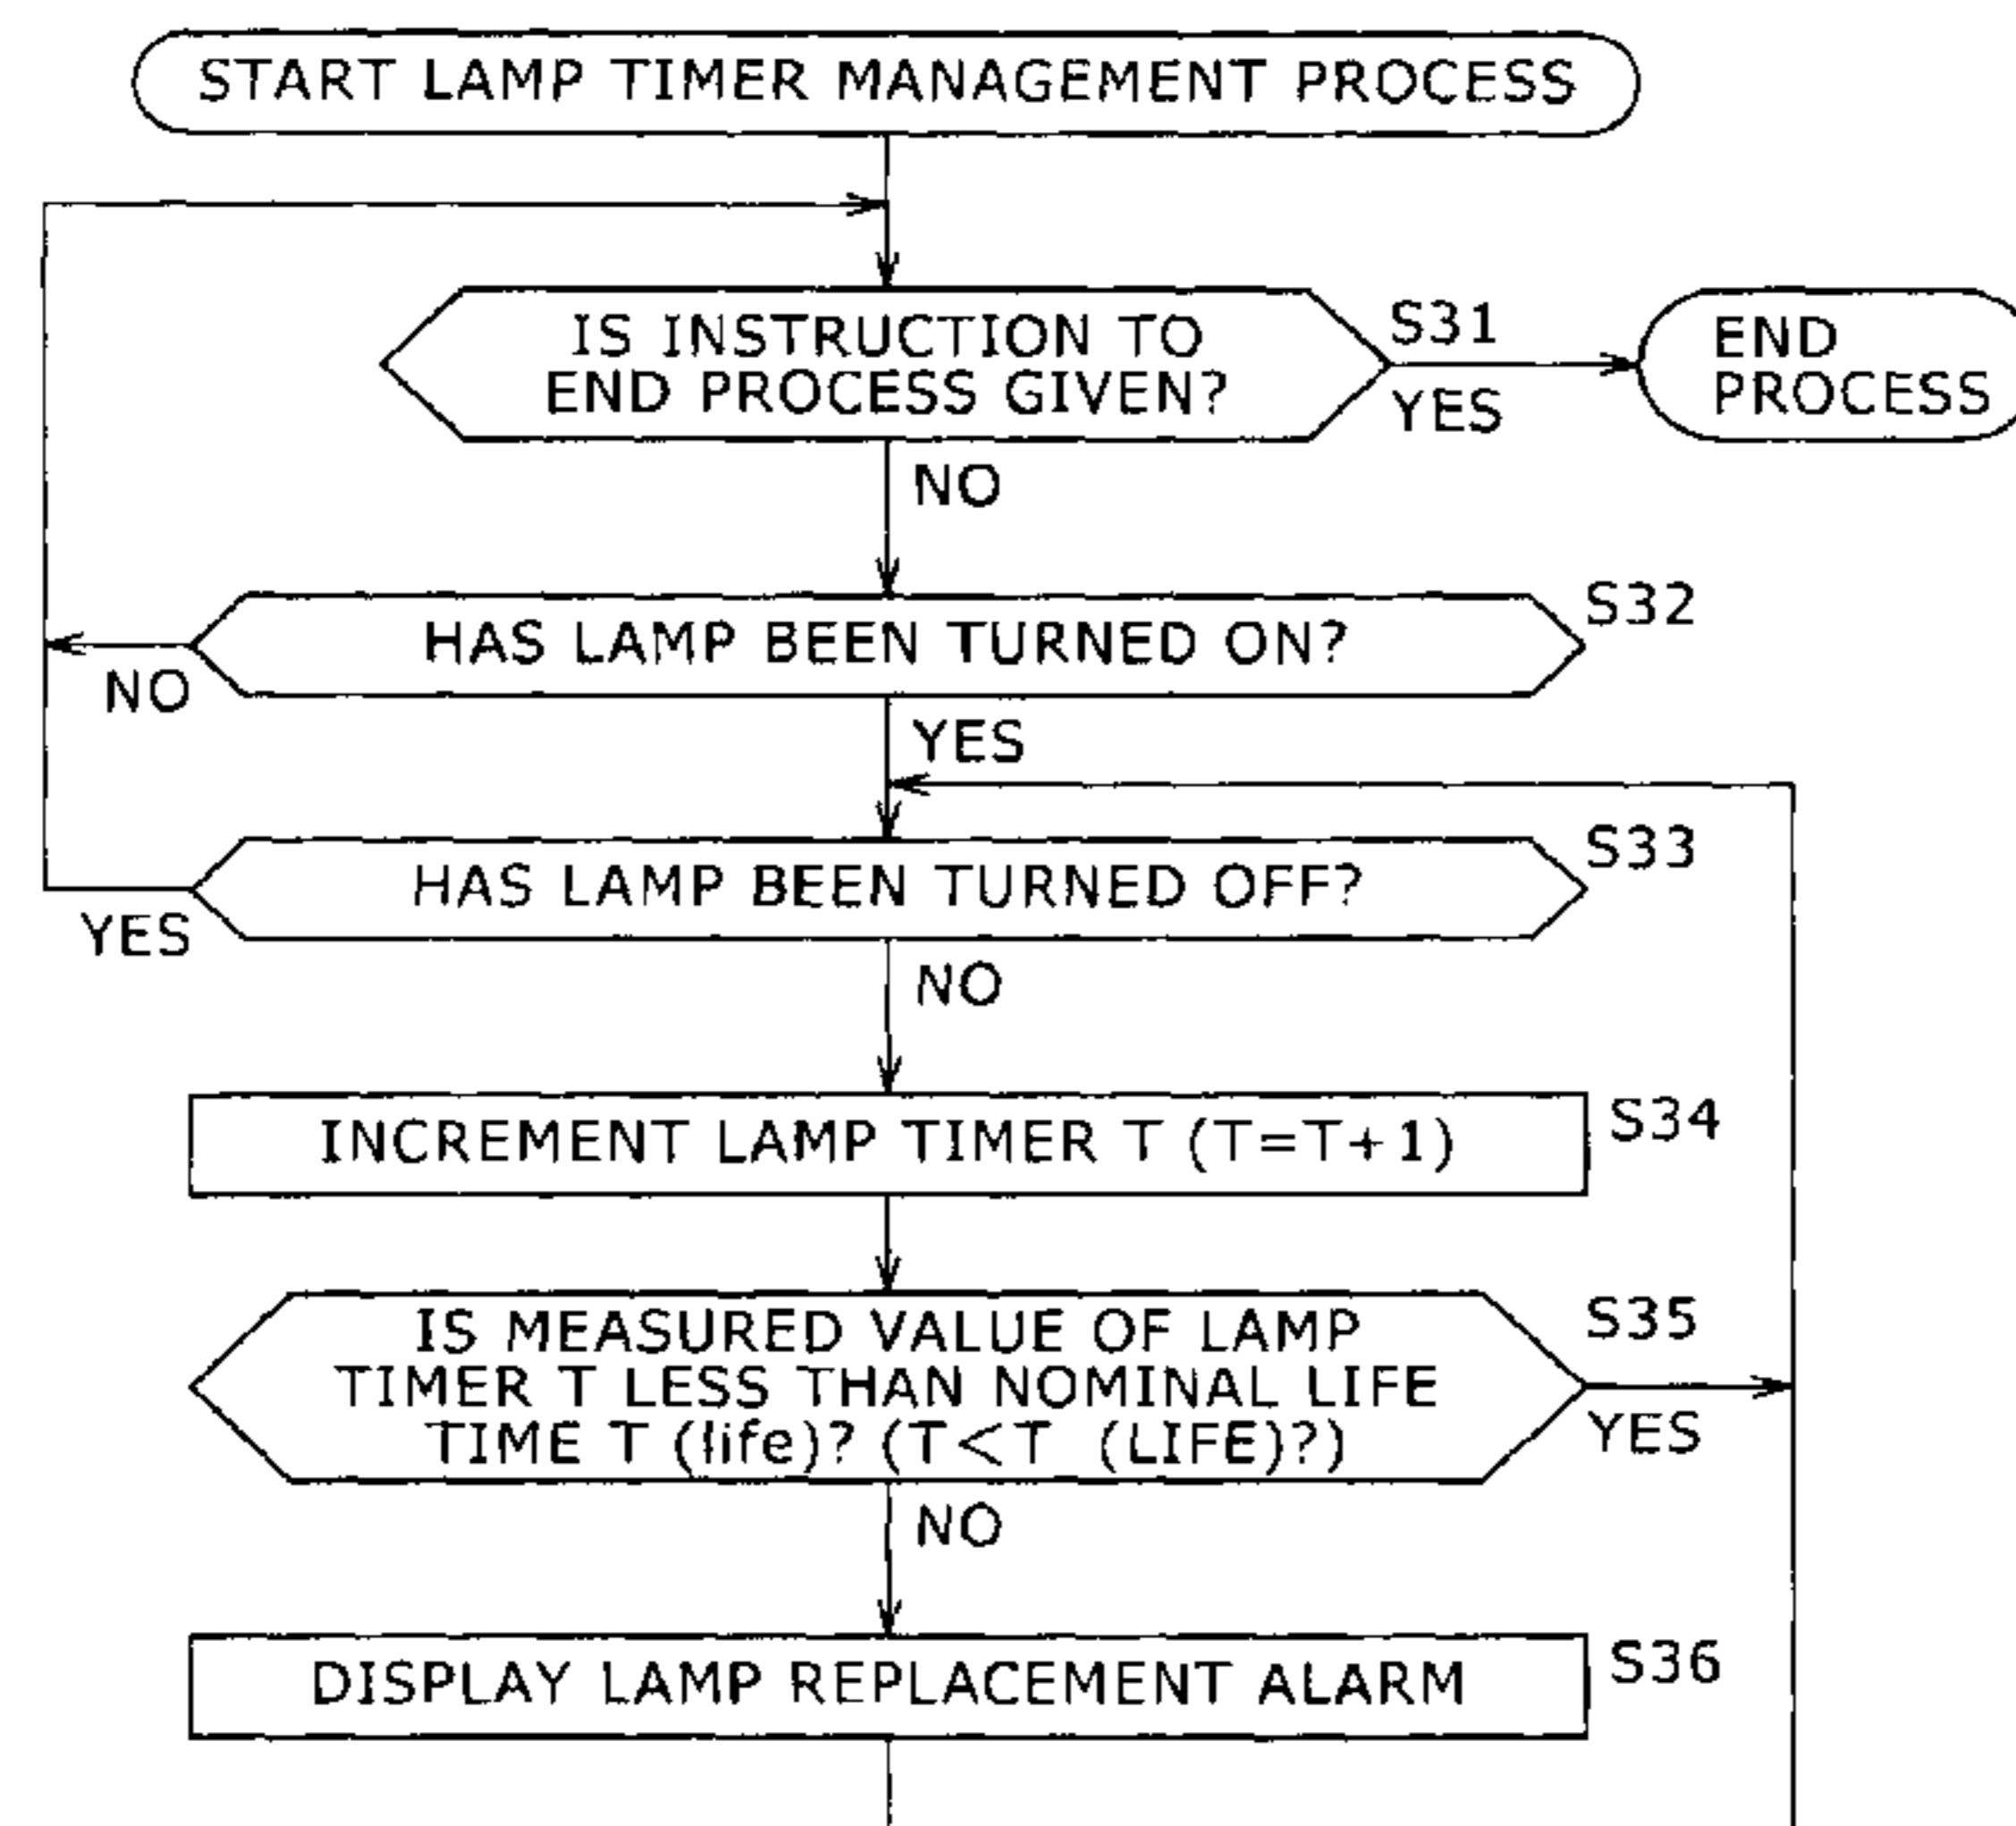 START LAMP TIMER MANAGEMENT PROCESS
IS INSTRUCTION TO
END PROCESS GIVEN?
S31
YES
END
PROCESS
NO
HAS LAMP BEEN TURNED ON?
S32
NO
YES
HAS LAMP BEEN TURNED OFF?
S33
YES
NO
INCREMENT LAMP TIMER T (T=T+1)
S34
IS MEASURED VALUE OF LAMP
TIMER T LESS THAN NOMINAL LIFE
TIME T (life)? (T<T (LIFE)?)
S35
YES
NO
DISPLAY LAMP REPLACEMENT ALARM
S36